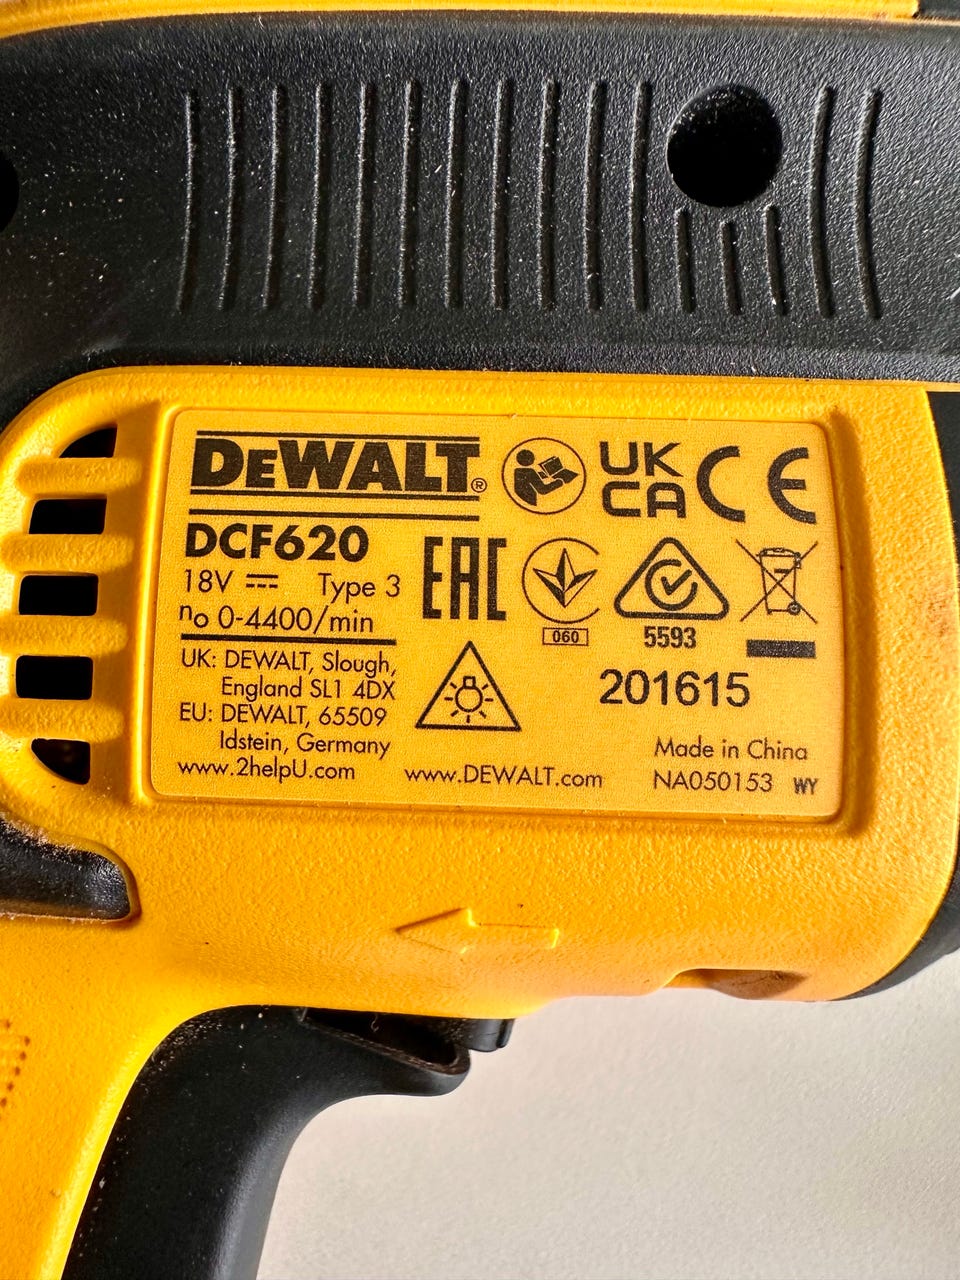 DEWALT®
DCF620
18V Type 3
no 0-4400/min
UK: DEWALT, Slough,
England SL1 4DX
EU: DEWALT, 65509
Idstein, Germany
www.2helpU.com
www.DEWALT.com
UK
CA
CE
EAC
060
5593
201615
Made in China
NA050153 WY